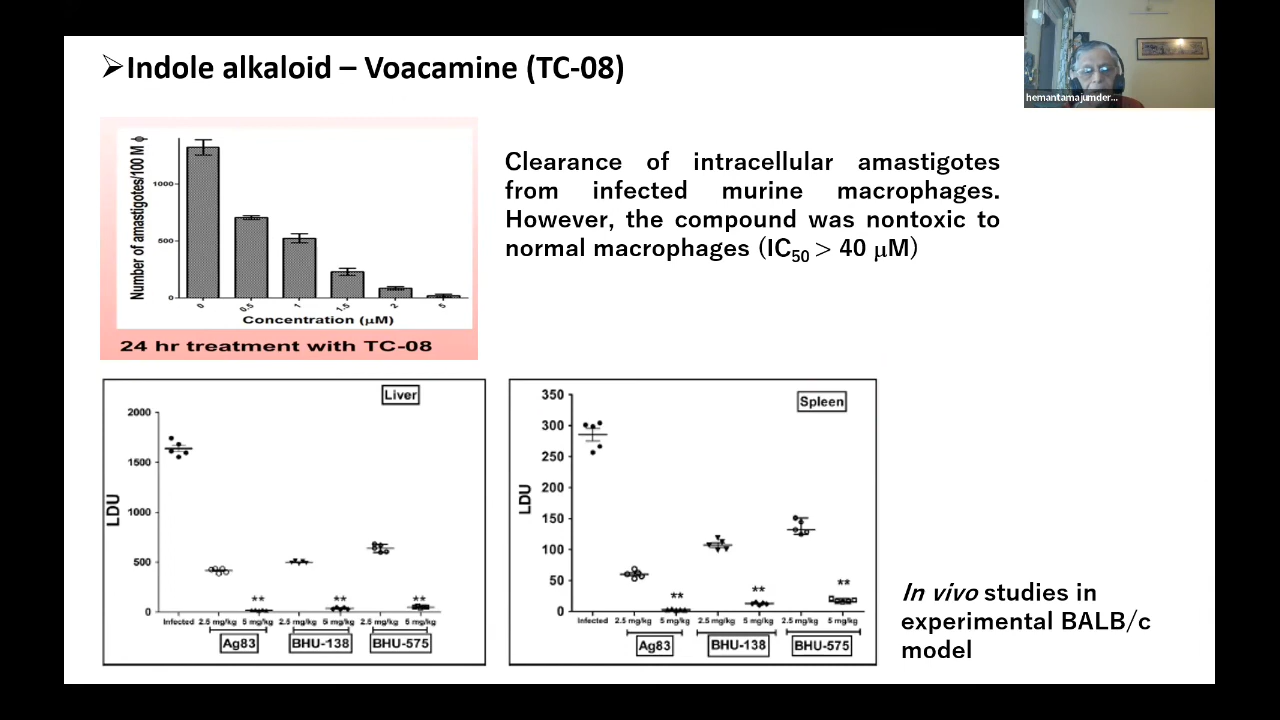 ➢Indole alkaloid – Voacamine (TC-08)
hemantamajumder...
Number of amastigotes/100 M ϕ
1000
500
0
0 0.5 1 1.5 2 5
Concentration (μM)
24 hr treatment with TC-08
Clearance of intracellular amastigotes
from infected murine macrophages.
However, the compound was nontoxic to
normal macrophages (IC50 > 40 μM)
Liver
LDU
2000
1500
1000
500
0
** ** **
Infected 2.5 mg/kg 5 mg/kg 2.5 mg/kg 5 mg/kg 2.5 mg/kg 5 mg/kg
Ag83 BHU-138 BHU-575
Spleen
LDU
350
300
250
200
150
100
50
0
** ** **
Infected 2.5 mg/kg 5 mg/kg 2.5 mg/kg 5 mg/kg 2.5 mg/kg 5 mg/kg
Ag83 BHU-138 BHU-575
In vivo studies in
experimental BALB/c
model